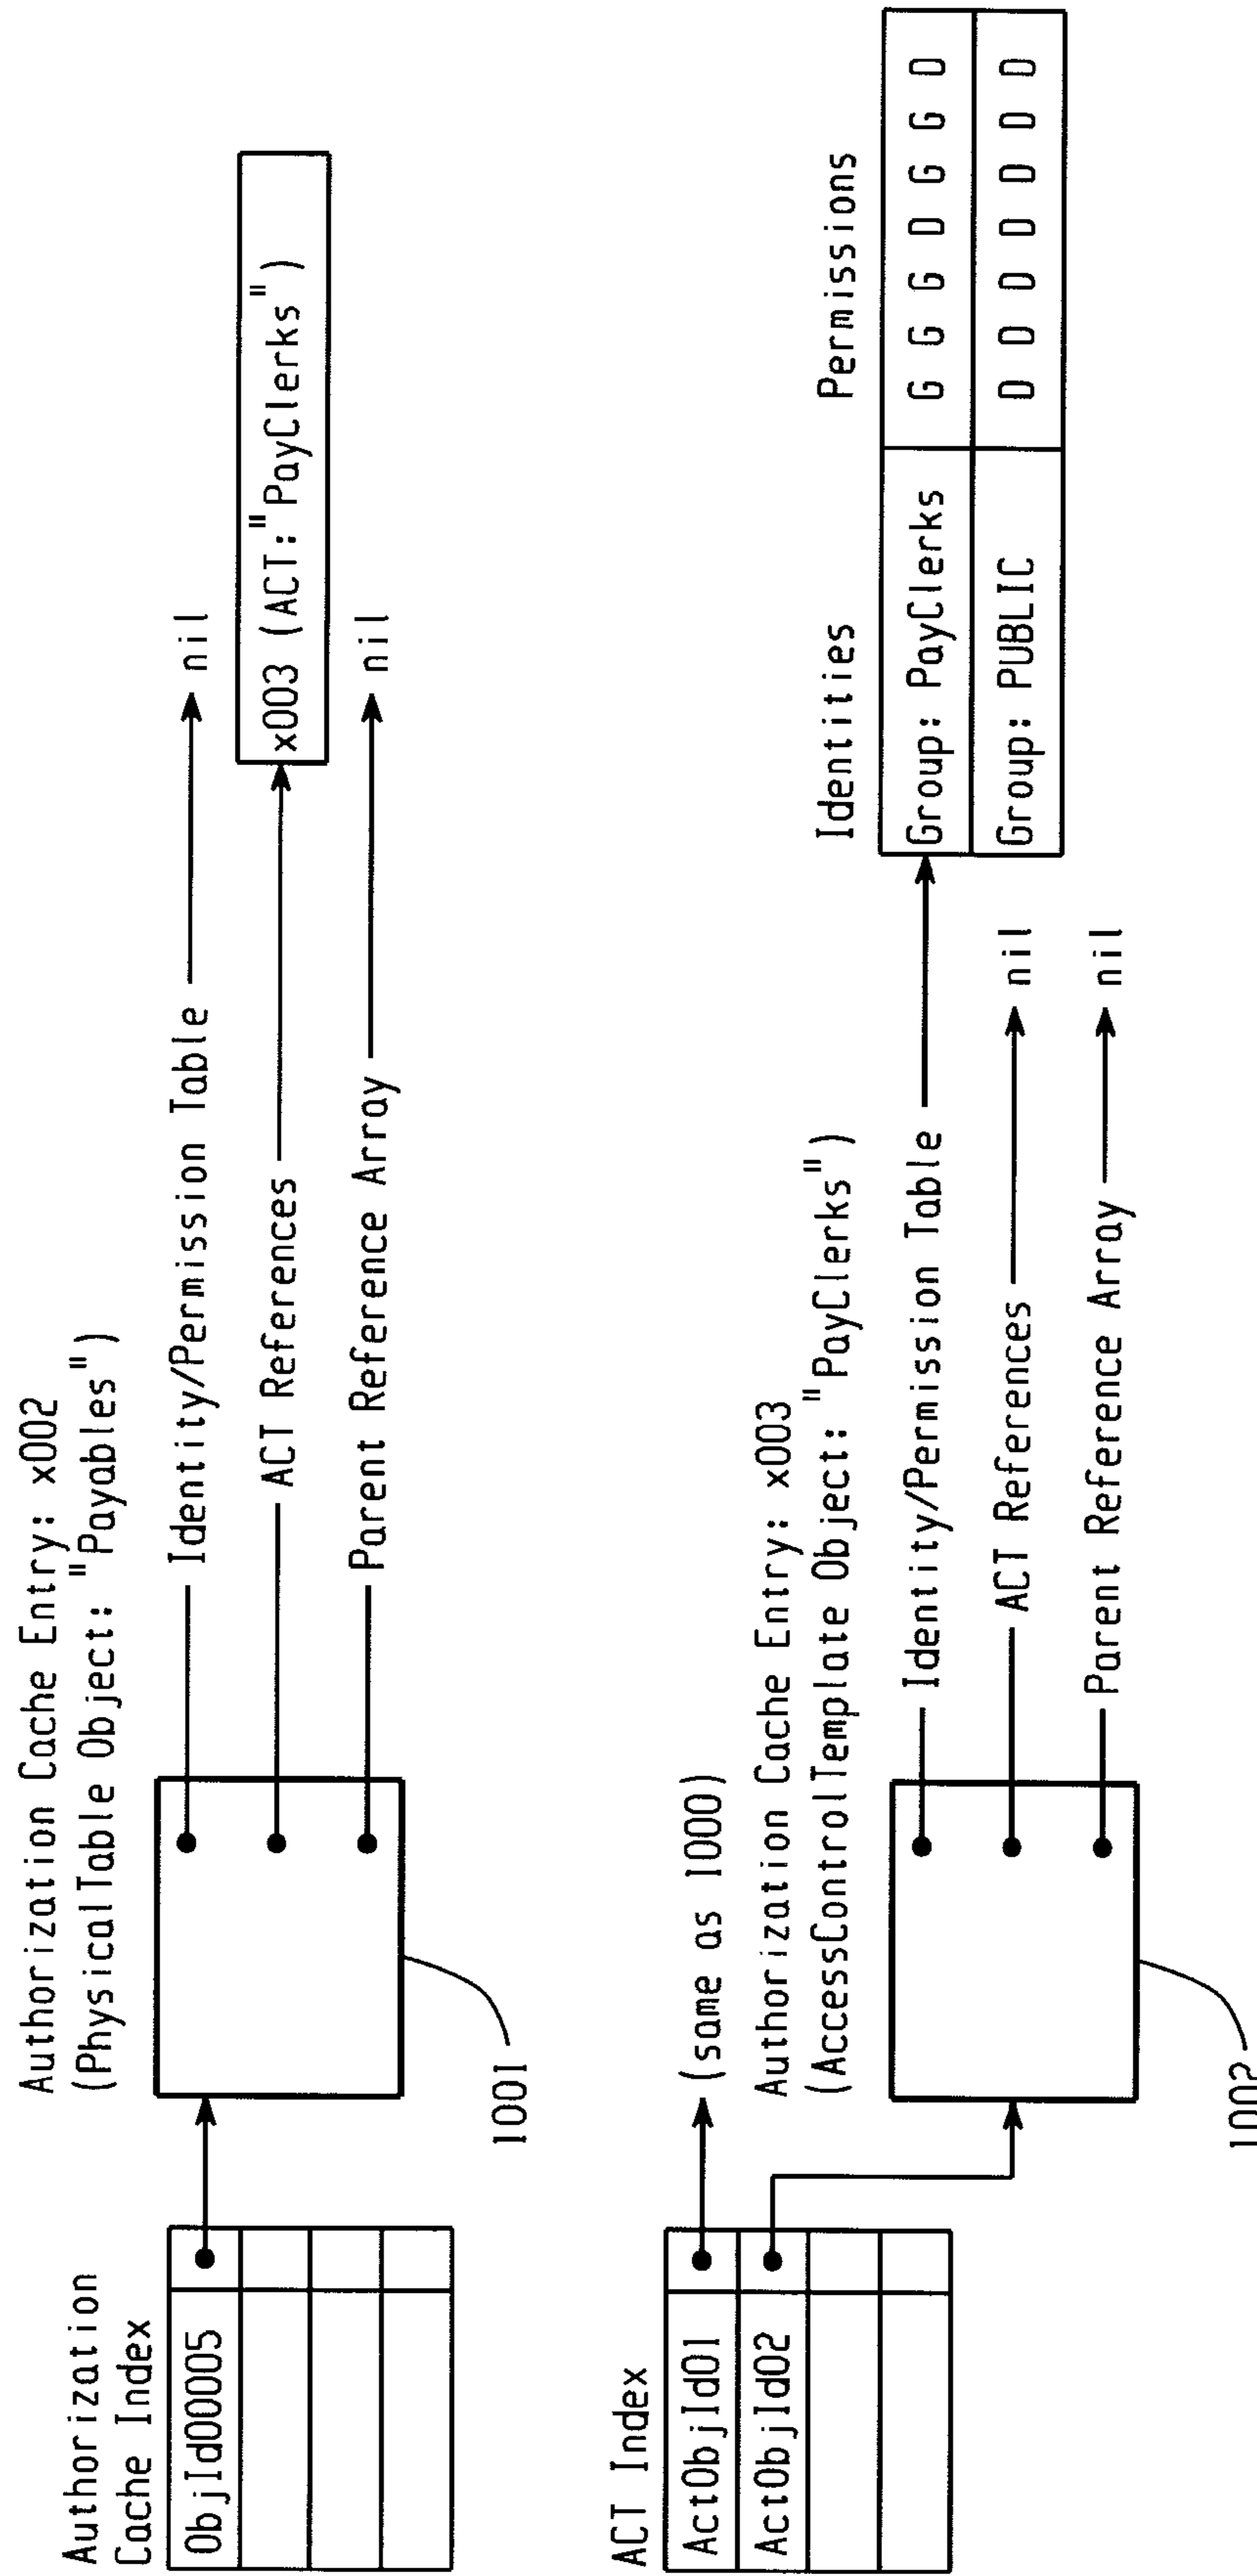 Authorization
Cache Index
ObjId0005
Authorization Cache Entry: x002
(PhysicalTable Object: "Payables")
Identity/Permission Table
nil
ACT References
x003 (ACT:"PayClerks")
Parent Reference Array
nil
1001
ACT Index
ActObjId01
ActObjId02
(same as 1000)
Authorization Cache Entry: x003
(AccessControlTemplate Object: "PayClerks")
Identities Permissions
Identity/Permission Table
Group: PayClerks G G G D G G D
Group: PUBLIC D D D D D D D
ACT References
nil
Parent Reference Array
nil
1002